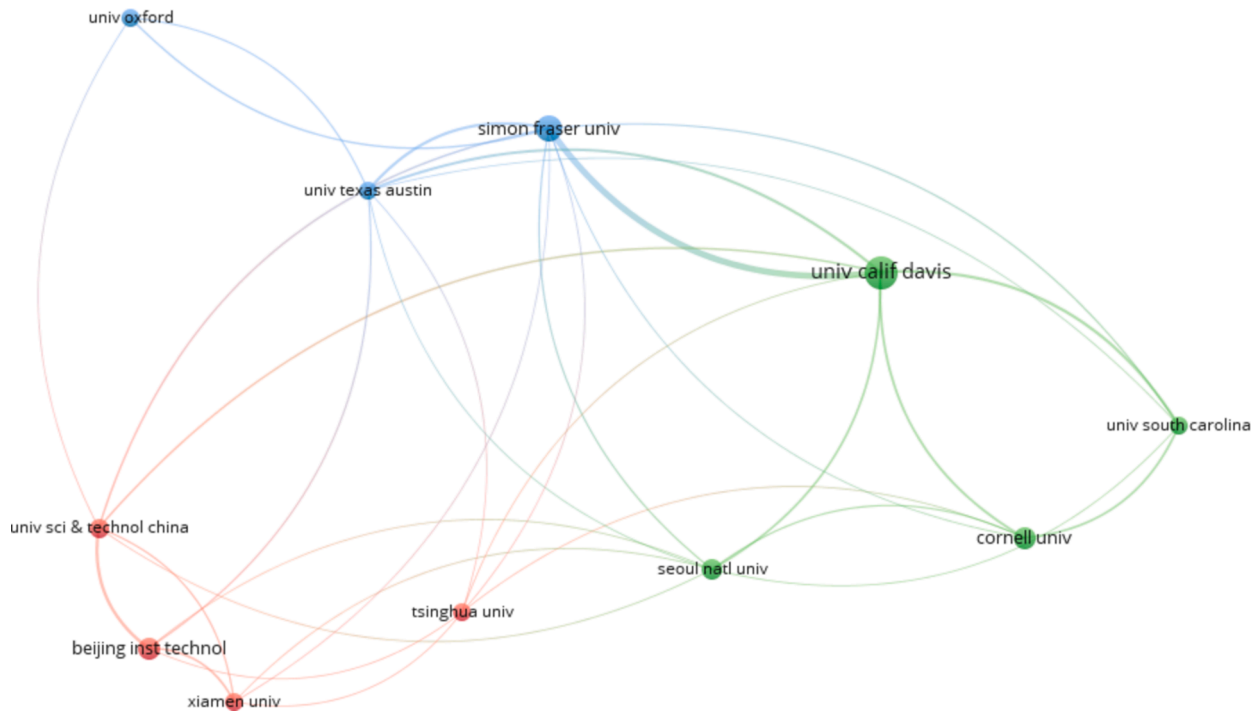 univ oxford
simon fraser univ
univ texas austin
univ calif davis
univ south carolina
univ sci & technol china
cornell univ
seoul natl univ
tsinghua univ
beijing inst technol
xiamen univ